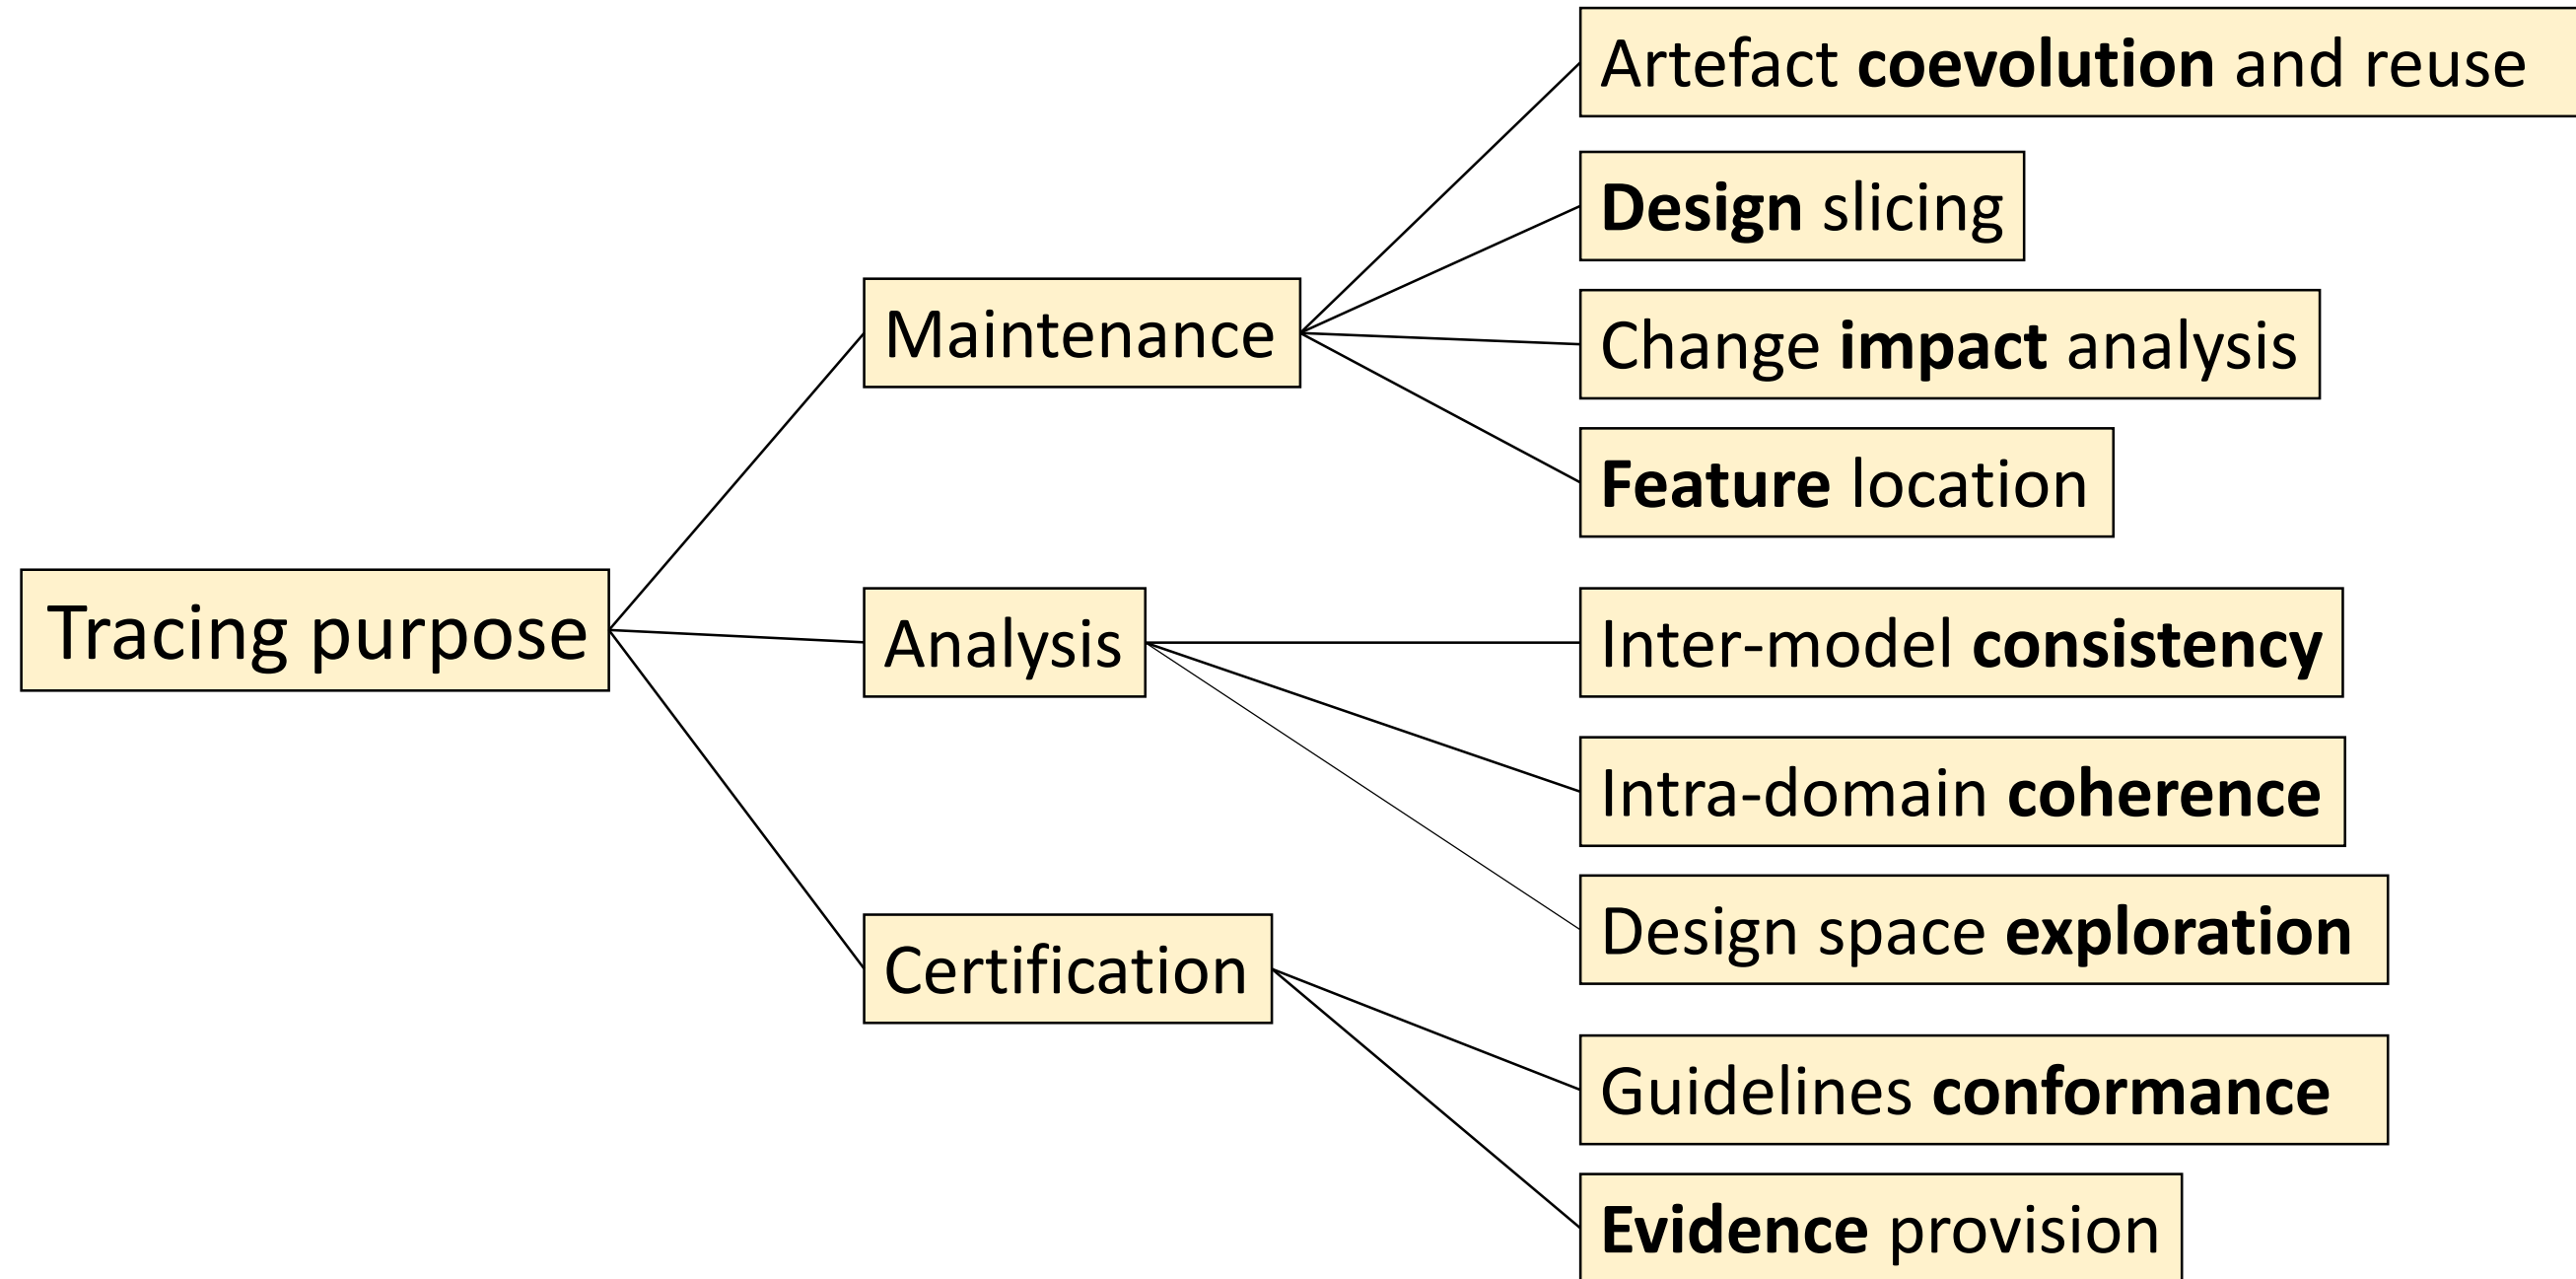 Tracing purpose
Maintenance
Artefact coevolution and reuse
Design slicing
Change impact analysis
Feature location
Analysis
Inter-model consistency
Intra-domain coherence
Design space exploration
Certification
Guidelines conformance
Evidence provision